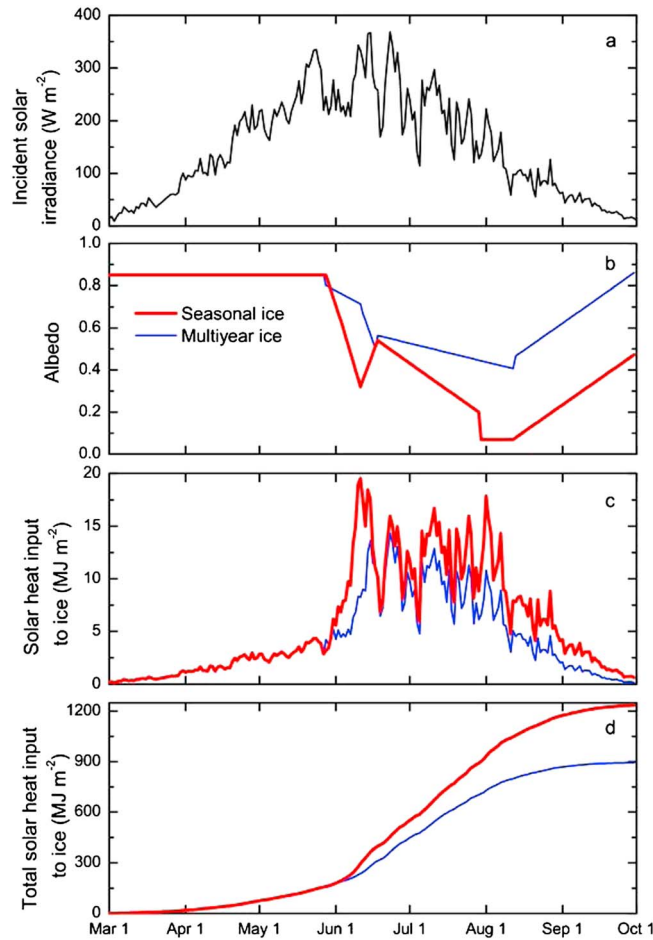 a
Incident solar
irradiance (W m⁻²)
400
300
200
100
0
b
Albedo
1.0
0.8
0.6
0.4
0.2
0.0
Seasonal ice
Multiyear ice
c
Solar heat input
to ice (MJ m⁻²)
20
15
10
5
0
d
Total solar heat input
to ice (MJ m⁻²)
1200
900
600
300
0
Mar 1 Apr 1 May 1 Jun 1 Jul 1 Aug 1 Sep 1 Oct 1